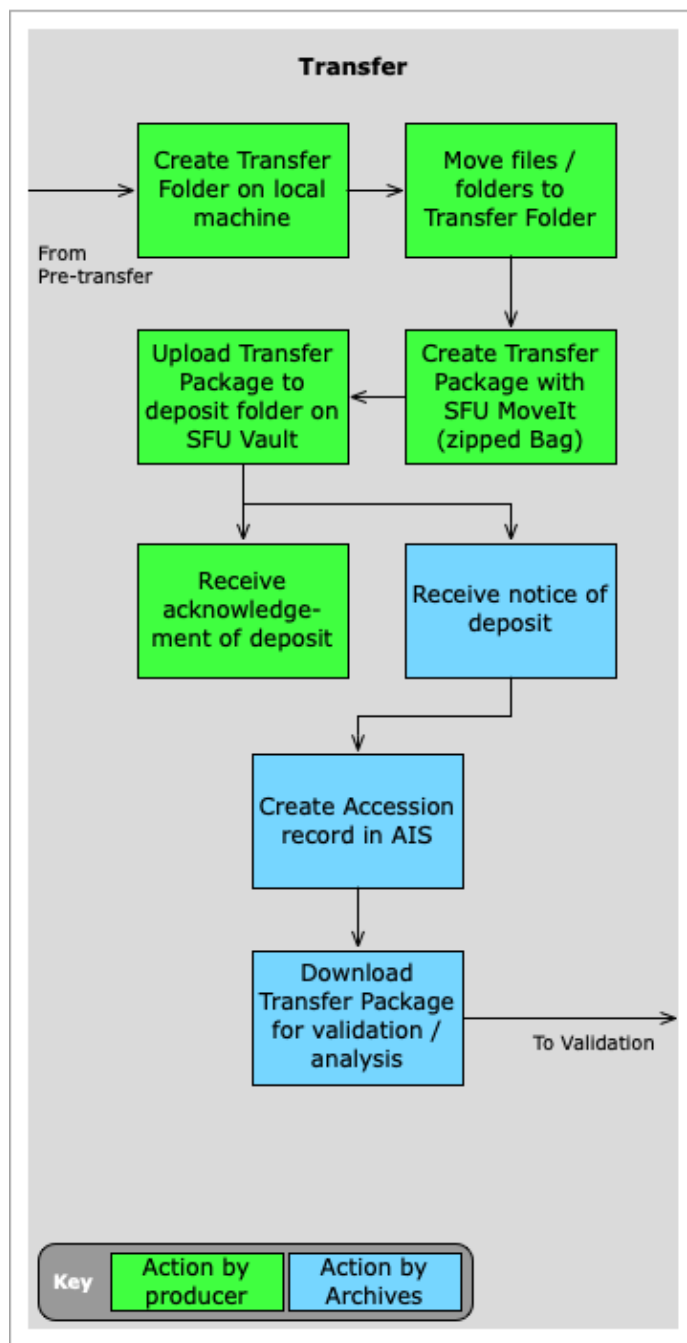 Transfer
Create Transfer
Folder on local
machine
Move files /
folders to
Transfer Folder
From
Pre-transfer
Upload Transfer
Package to
deposit folder on
SFU Vault
Create Transfer
Package with
SFU MoveIt
(zipped Bag)
Receive
acknowledge-
ment of deposit
Receive notice of
deposit
Create Accession
record in AIS
Download
Transfer Package
for validation /
analysis
To Validation
Key
Action by
producer
Action by
Archives